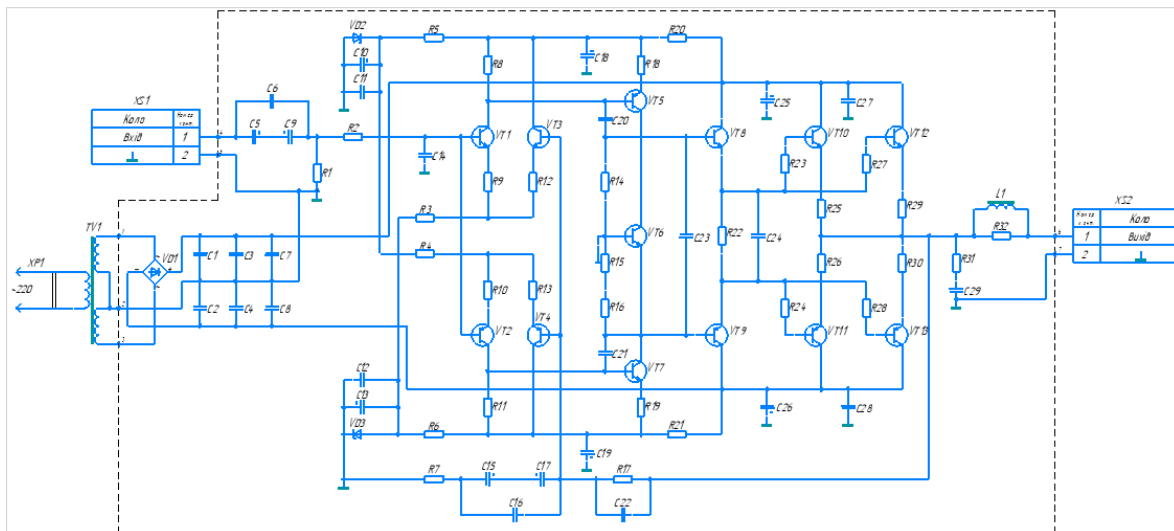 VD2
R5
R20
C10
C11
C18
R8
R18
C6
XS1
Коло
Вхід
1
2
C5
C9
R2
C14
R1
VT1
VT3
VT5
C20
VT8
C25
C27
VT10
VT12
R23
R27
R9
R12
R14
R3
R4
TV1
XP1
~220
VD1
C1
C3
C7
C2
C4
C8
VT6
R15
R16
C23
R22
C24
R25
R29
R26
R30
L1
R32
R31
C29
XS2
Коло
1
Вихід
2
R10
R13
VT2
VT4
C21
VT7
VT9
R24
R28
VT11
VT13
C12
C13
VD3
R11
R6
R19
R21
C26
C28
C19
R7
C15
C17
C16
R17
C22